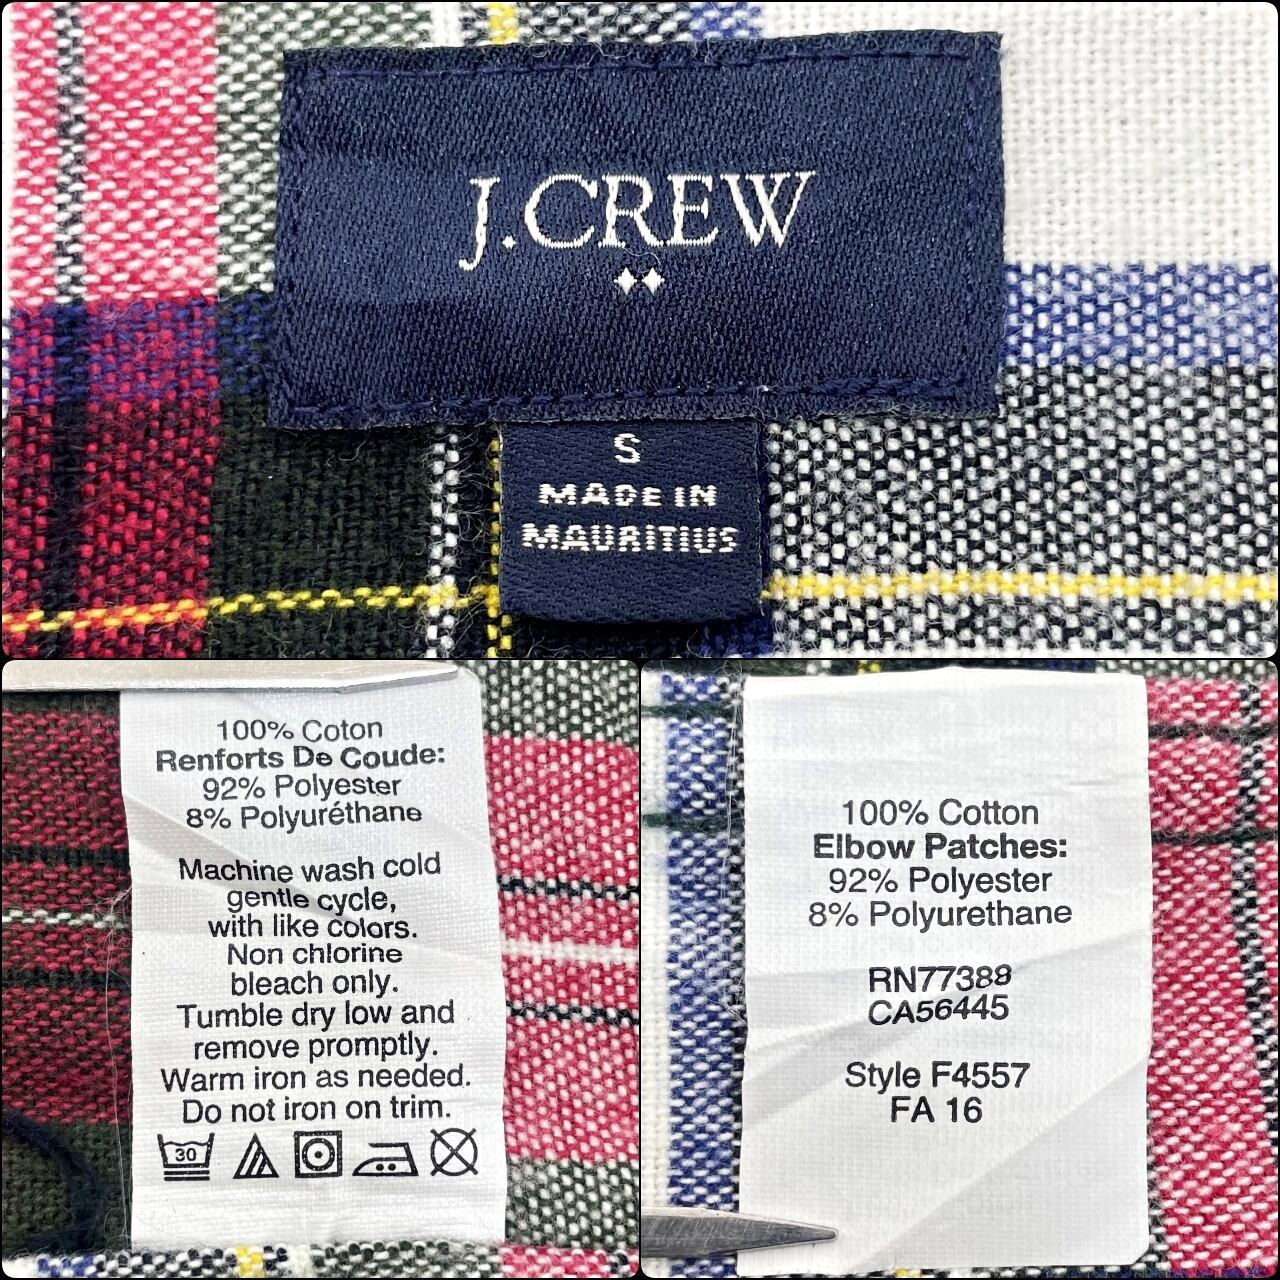 J.CREW
S
MADE IN
MAURITIUS
100% Coton
Renforts De Coude:
92% Polyester
8% Polyuréthane
Machine wash cold
gentle cycle,
with like colors.
Non chlorine
bleach only.
Tumble dry low and
remove promptly.
Warm iron as needed.
Do not iron on trim.
30
100% Cotton
Elbow Patches:
92% Polyester
8% Polyurethane
RN77388
CA56445
Style F4557
FA 16